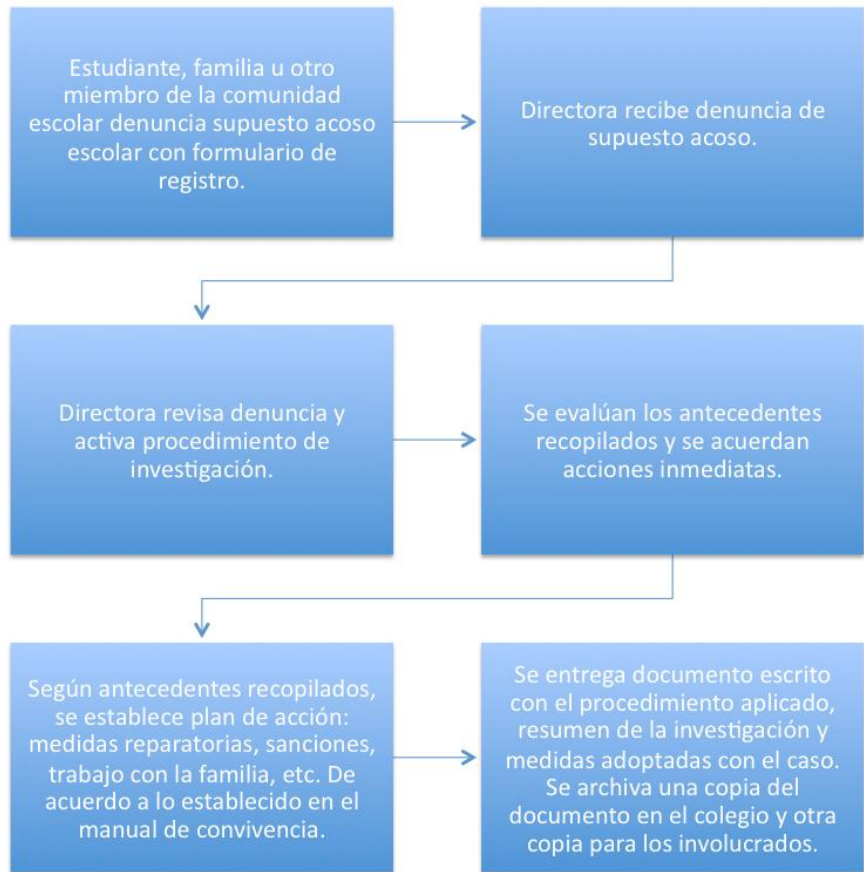 Estudiante, familia u otro
miembro de la comunidad
escolar denuncia supuesto acoso
escolar con formulario de
registro.
Directora recibe denuncia de
supuesto acoso.
Directora revisa denuncia y
activa procedimiento de
investigación.
Se evalúan los antecedentes
recopilados y se acuerdan
acciones inmediatas.
Según antecedentes recopilados,
se establece plan de acción:
medidas reparatorias, sanciones,
trabajo con la familia, etc. De
acuerdo a lo establecido en el
manual de convivencia.
Se entrega documento escrito
con el procedimiento aplicado,
resumen de la investigación y
medidas adoptadas con el caso.
Se archiva una copia del
documento en el colegio y otra
copia para los involucrados.